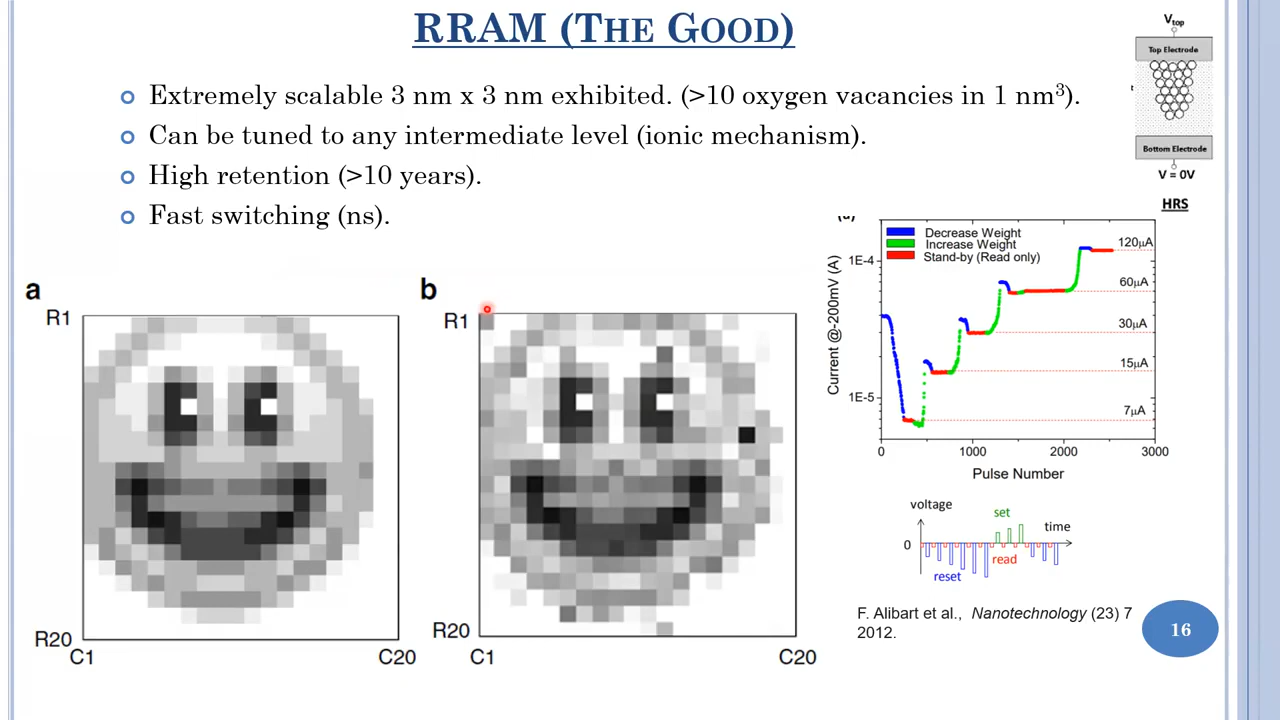 RRAM (THE GOOD)
Extremely scalable 3 nm x 3 nm exhibited. (>10 oxygen vacancies in 1 nm³).
Can be tuned to any intermediate level (ionic mechanism).
High retention (>10 years).
Fast switching (ns).
V_top
Top Electrode
Bottom Electrode
V = 0V
HRS
a
R1
R20
C1
C20
b
R1
R20
C1
C20
Decrease Weight
Increase Weight
Stand-by (Read only)
Current @-200mV (A)
1E-4
1E-5
120µA
60µA
30µA
15µA
7µA
0
1000
2000
3000
Pulse Number
voltage
set
time
0
read
reset
F. Alibart et al., Nanotechnology (23) 7
2012.
16